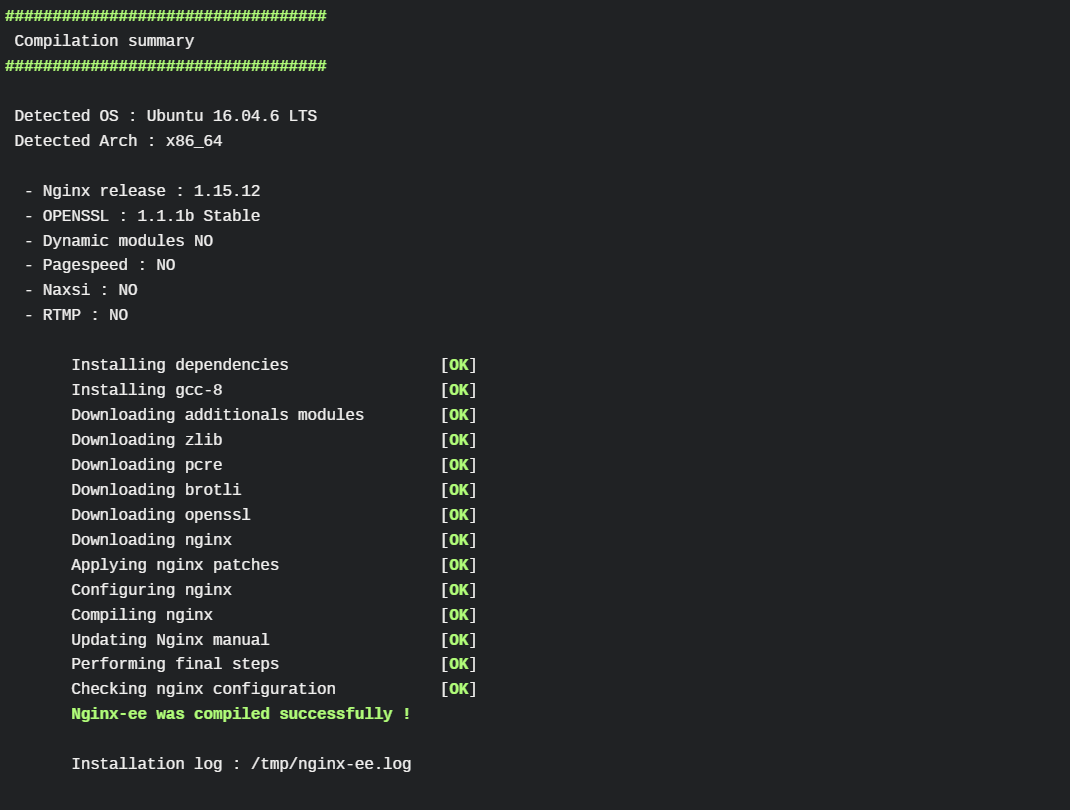 ##################################
Compilation summary
##################################
Detected OS : Ubuntu 16.04.6 LTS
Detected Arch : x86_64
- Nginx release : 1.15.12
- OPENSSL : 1.1.1b Stable
- Dynamic modules NO
- Pagespeed : NO
- Naxsi : NO
- RTMP : NO
Installing dependencies [OK]
Installing gcc-8 [OK]
Downloading additionals modules [OK]
Downloading zlib [OK]
Downloading pcre [OK]
Downloading brotli [OK]
Downloading openssl [OK]
Downloading nginx [OK]
Applying nginx patches [OK]
Configuring nginx [OK]
Compiling nginx [OK]
Updating Nginx manual [OK]
Performing final steps [OK]
Checking nginx configuration [OK]
Nginx-ee was compiled successfully !
Installation log : /tmp/nginx-ee.log